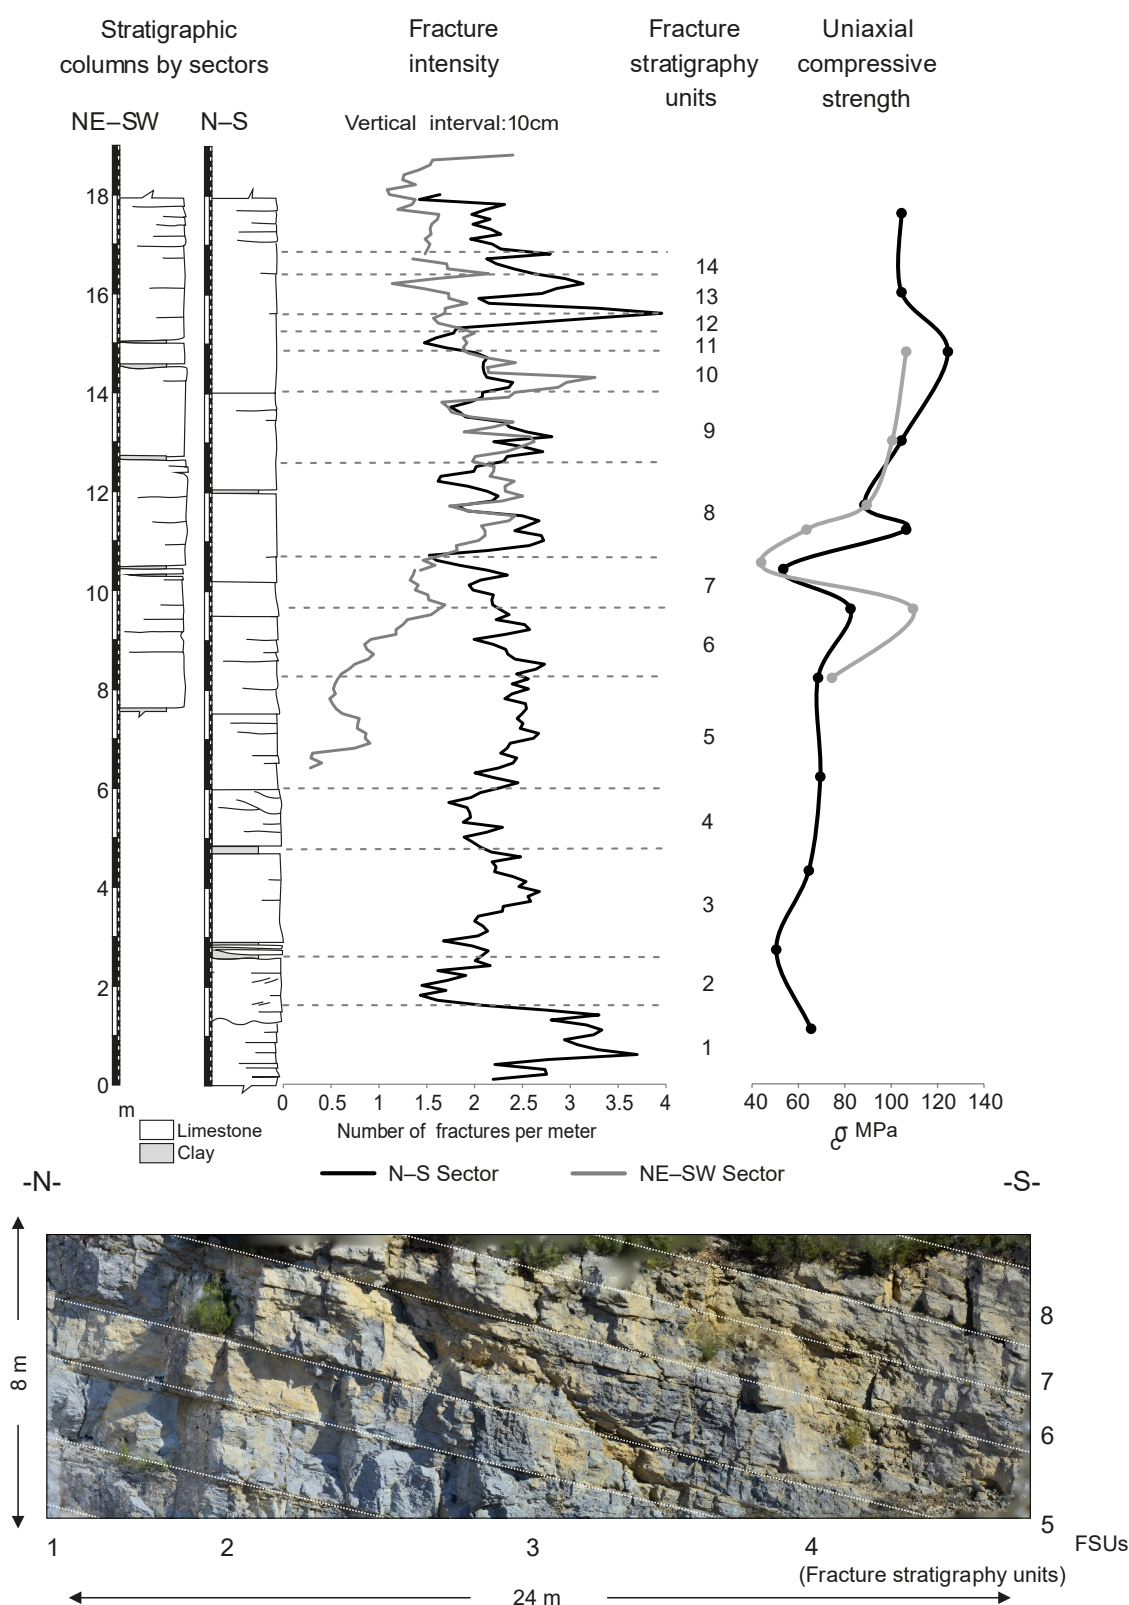 Stratigraphic
columns by sectors
Fracture
intensity
Fracture
stratigraphy
units
Uniaxial
compressive
strength
NE–SW
N–S
Vertical interval:10cm
18
16
14
12
10
8
6
4
2
0
m
14
13
12
11
10
9
8
7
6
5
4
3
2
1
0 0.5 1 1.5 2 2.5 3 3.5 4
Number of fractures per meter
40 60 80 100 120 140
σc MPa
Limestone
Clay
N–S Sector
NE–SW Sector
-N-
-S-
8 m
8
7
6
5
1 2 3 4
FSUs
(Fracture stratigraphy units)
24 m